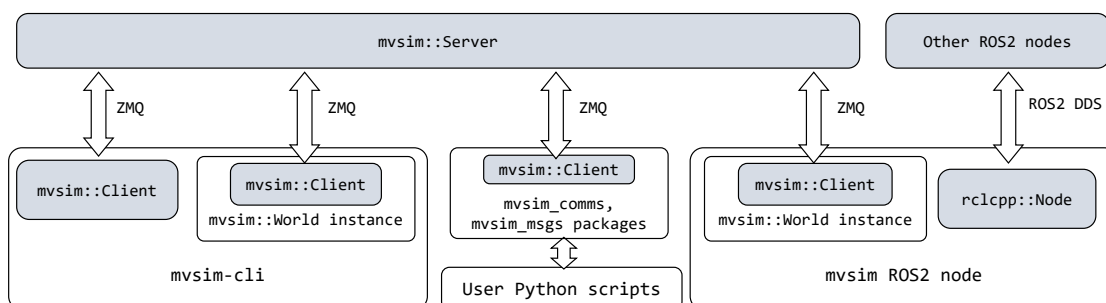 mvsim::Server
Other ROS2 nodes
ZMQ
ZMQ
ZMQ
ZMQ
ROS2 DDS
mvsim::Client
mvsim::Client
mvsim::World instance
mvsim-cli
mvsim::Client
mvsim_comms,
mvsim_msgs packages
User Python scripts
mvsim::Client
mvsim::World instance
rclcpp::Node
mvsim ROS2 node